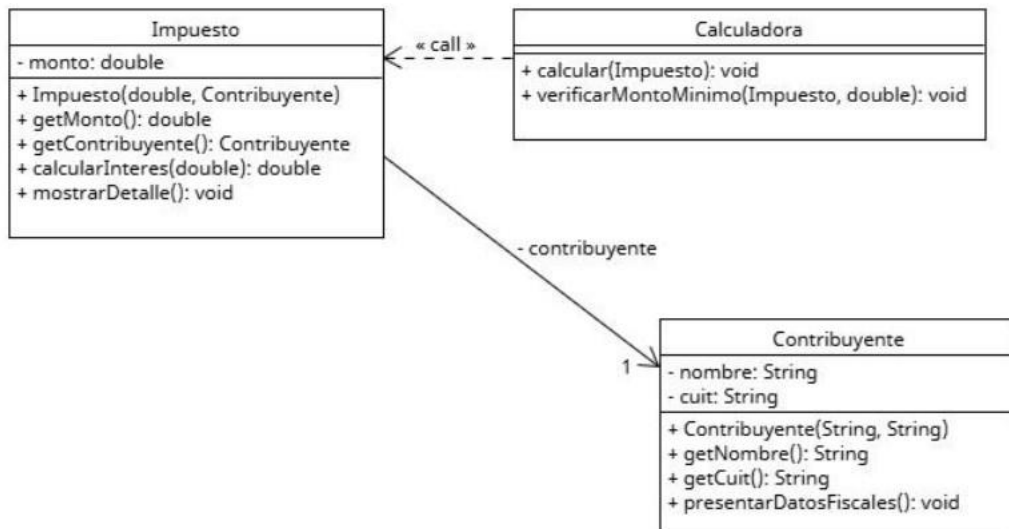 Impuesto
- monto: double
+ Impuesto(double, Contribuyente)
+ getMonto(): double
+ getContribuyente(): Contribuyente
+ calcularInteres(double): double
+ mostrarDetalle(): void
« call »
Calculadora
+ calcular(Impuesto): void
+ verificarMontoMinimo(Impuesto, double): void
- contribuyente
1
Contribuyente
- nombre: String
- cuit: String
+ Contribuyente(String, String)
+ getNombre(): String
+ getCuit(): String
+ presentarDatosFiscales(): void